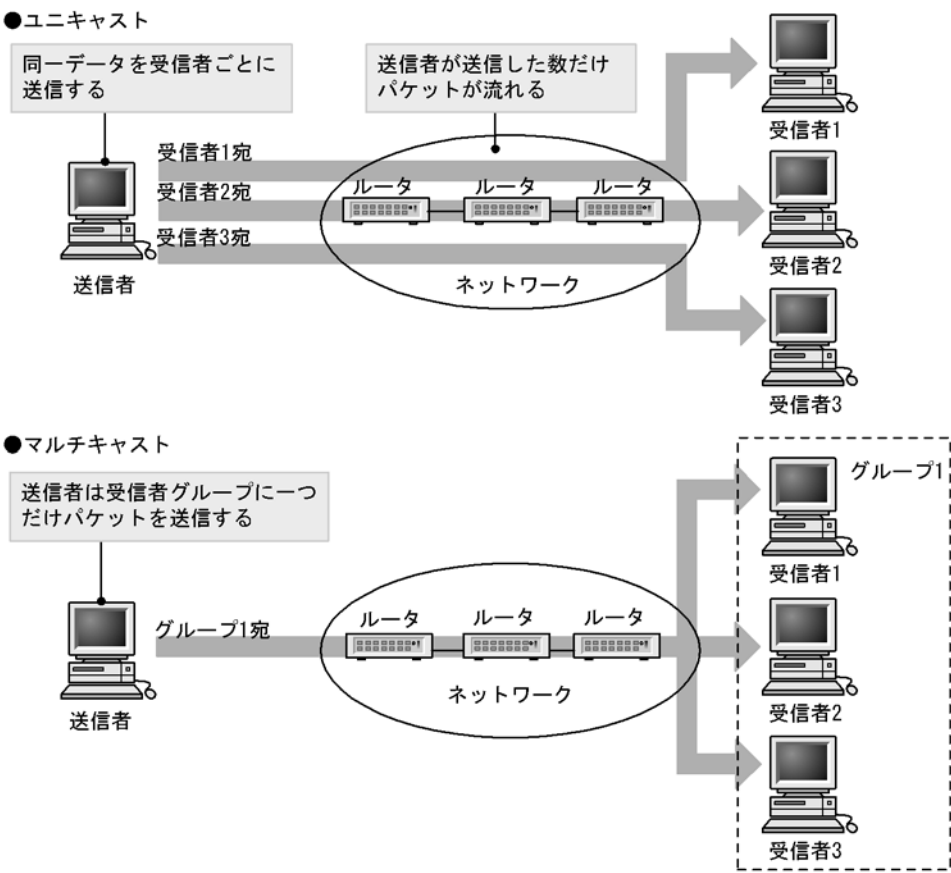 ●ユニキャスト
同一データを受信者ごとに
送信する
送信者が送信した数だけ
パケットが流れる
受信者1
受信者1宛
受信者2宛
ルータ
ルータ
ルータ
受信者3宛
送信者
ネットワーク
受信者2
受信者3
●マルチキャスト
送信者は受信者グループに一つ
だけパケットを送信する
グループ1
受信者1
グループ1宛
ルータ
ルータ
ルータ
ネットワーク
送信者
受信者2
受信者3